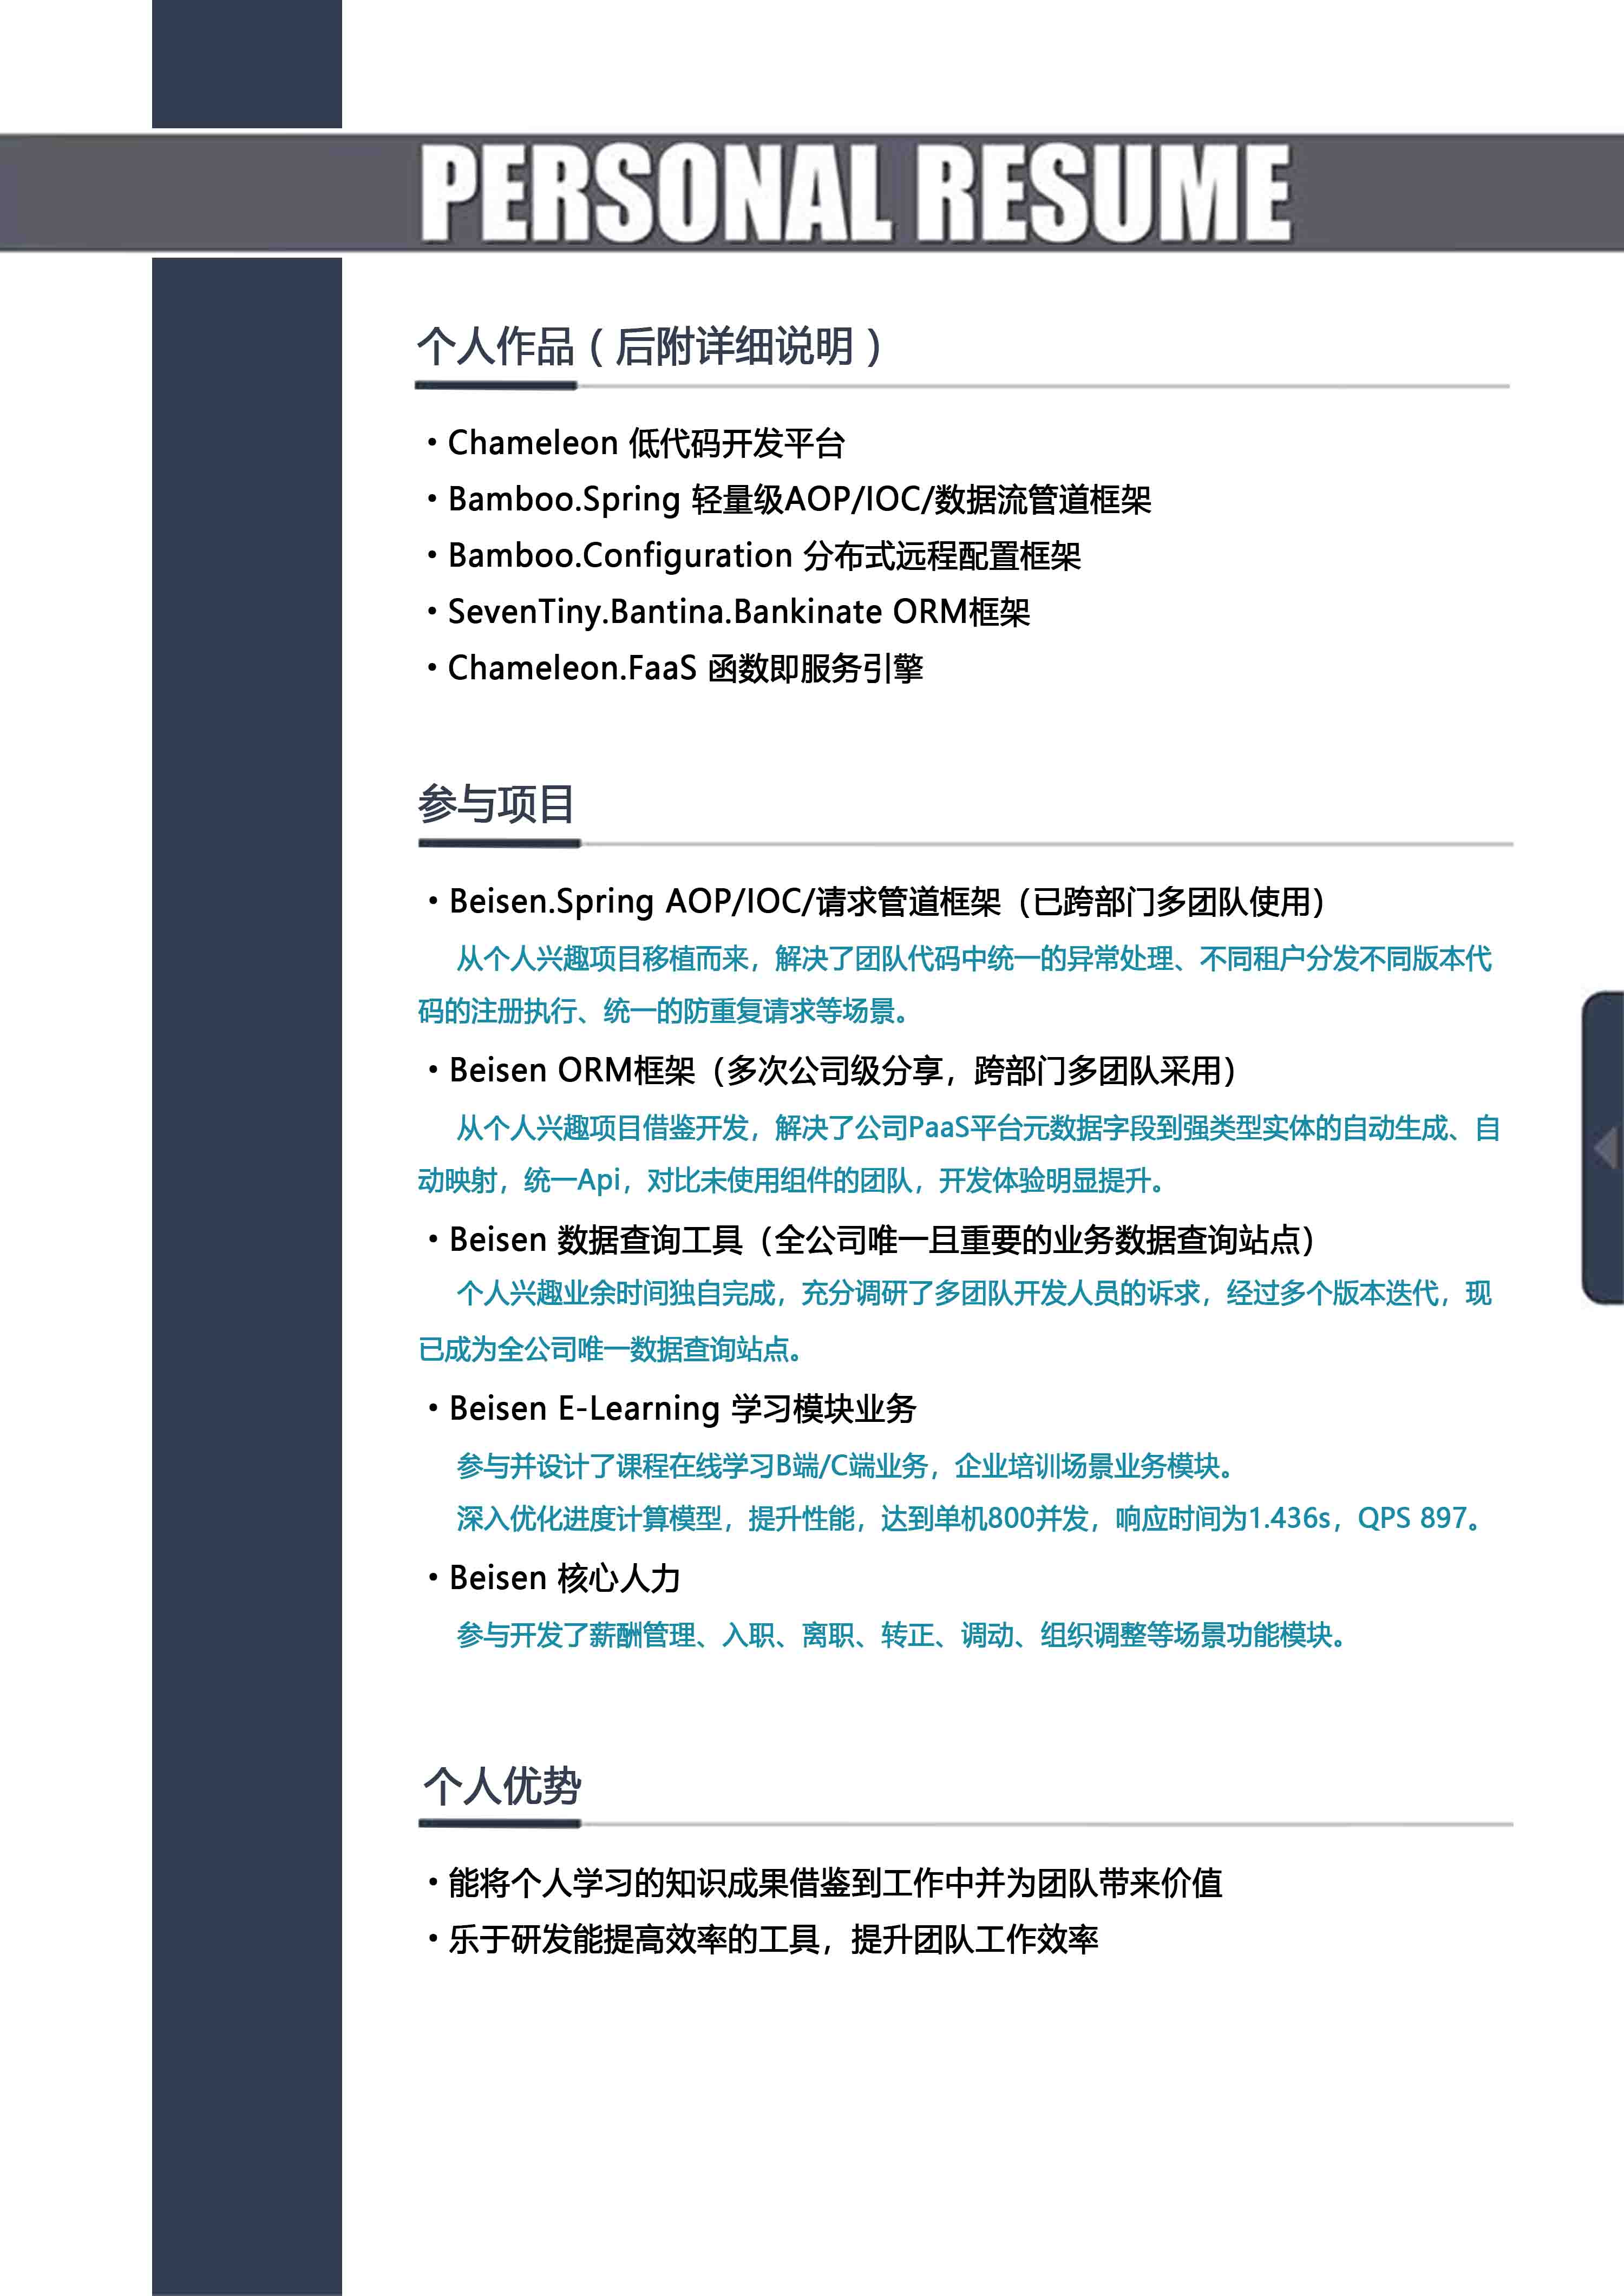 PERSONAL RESUME
个人作品（后附详细说明）
·Chameleon 低代码开发平台
·Bamboo.Spring 轻量级AOP/IOC/数据流管道框架
·Bamboo.Configuration 分布式远程配置框架
·SevenTiny.Bantina.Bankinate ORM框架
·Chameleon.FaaS 函数即服务引擎
参与项目
·Beisen.Spring AOP/IOC/请求管道框架（已跨部门多团队使用）
从个人兴趣项目移植而来，解决了团队代码中统一的异常处理、不同租户分发不同版本代
码的注册执行、统一的防重复请求等场景。
·Beisen ORM框架（多次公司级分享，跨部门多团队采用）
从个人兴趣项目借鉴开发，解决了公司PaaS平台元数据字段到强类型实体的自动生成、自
动映射，统一Api，对比未使用组件的团队，开发体验明显提升。
·Beisen 数据查询工具（全公司唯一且重要的业务数据查询站点）
个人兴趣业余时间独自完成，充分调研了多团队开发人员的诉求，经过多个版本迭代，现
已成为全公司唯一数据查询站点。
·Beisen E-Learning 学习模块业务
参与并设计了课程在线学习B端/C端业务，企业培训场景业务模块。
深入优化进度计算模型，提升性能，达到单机800并发，响应时间为1.436s，QPS 897。
·Beisen 核心人力
参与开发了薪酬管理、入职、离职、转正、调动、组织调整等场景功能模块。
个人优势
·能将个人学习的知识成果借鉴到工作中并为团队带来价值
·乐于研发能提高效率的工具，提升团队工作效率